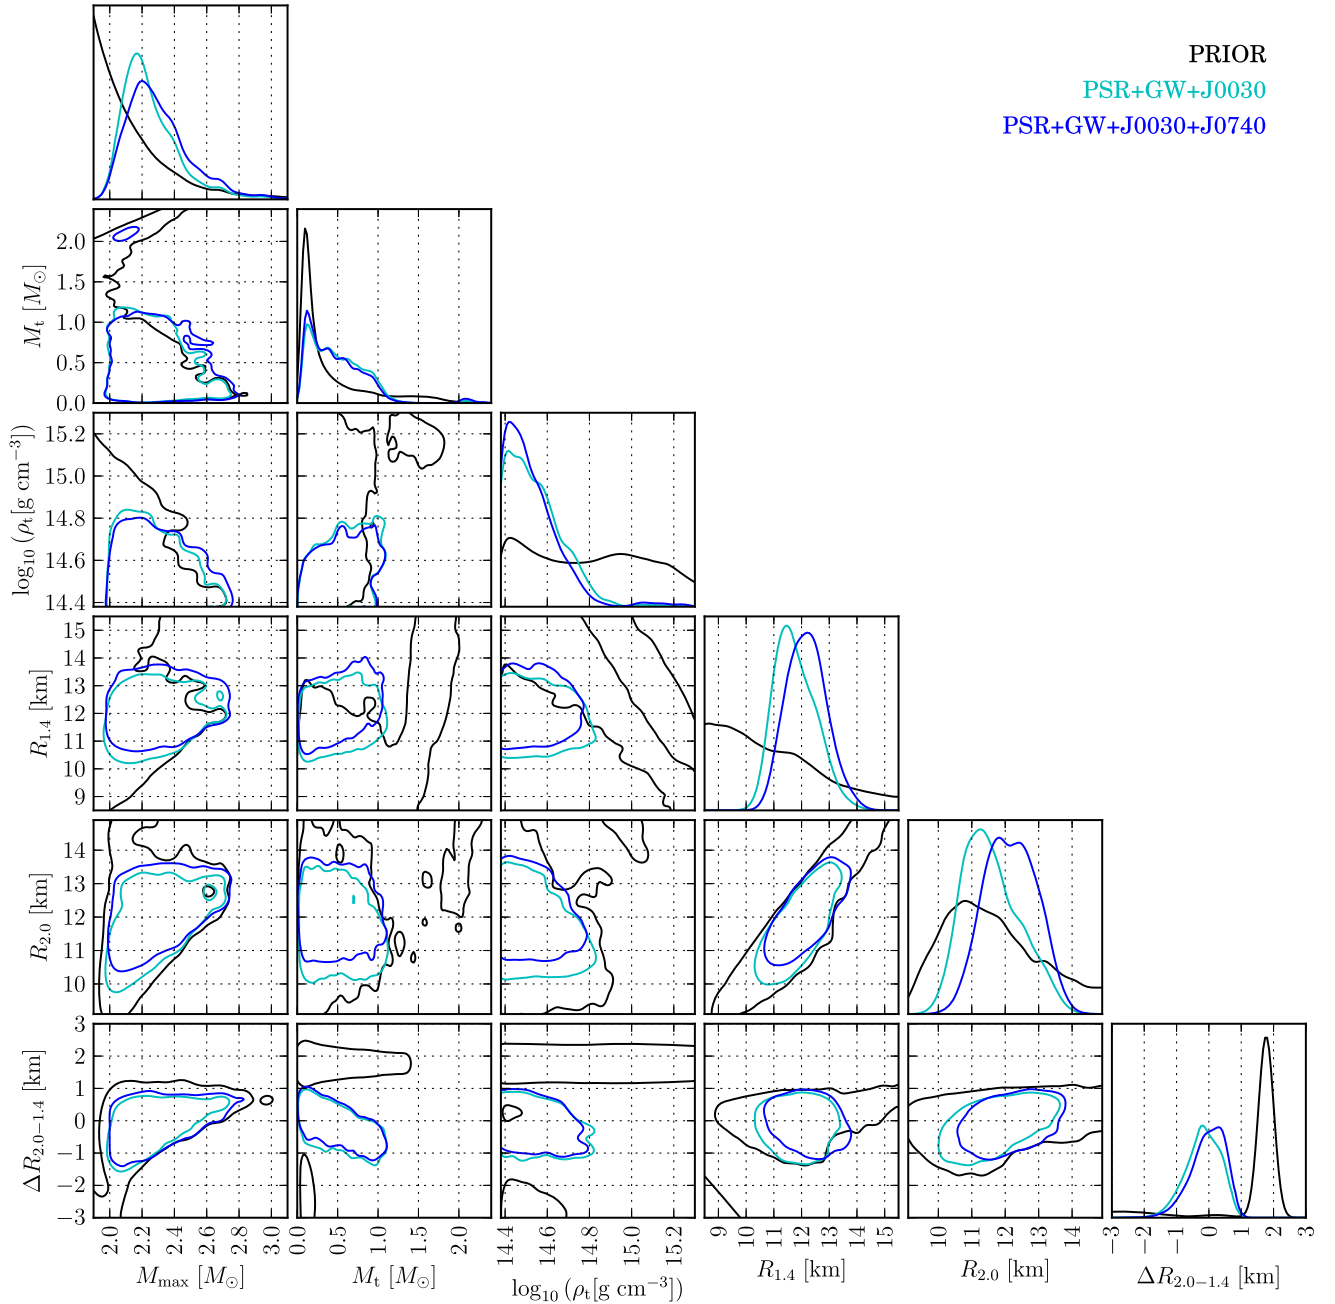 PRIOR
PSR+GW+J0030
PSR+GW+J0030+J0740
M_t [M_⊙]
2.0
1.5
1.0
0.5
0.0
log₁₀ (ρ_t[g cm⁻³])
15.2
15.0
14.8
14.6
14.4
R_1.4 [km]
15
14
13
12
11
10
9
R_2.0 [km]
14
13
12
11
10
ΔR_2.0−1.4 [km]
3
2
1
0
−1
−2
−3
2.0 2.2 2.4 2.6 2.8 3.0
M_max [M_⊙]
0.0 0.5 1.0 1.5 2.0
M_t [M_⊙]
14.4 14.6 14.8 15.0 15.2
log₁₀ (ρ_t[g cm⁻³])
9 10 11 12 13 14 15
R_1.4 [km]
10 11 12 13 14
R_2.0 [km]
−3 −2 −1 0 1 2 3
ΔR_2.0−1.4 [km]